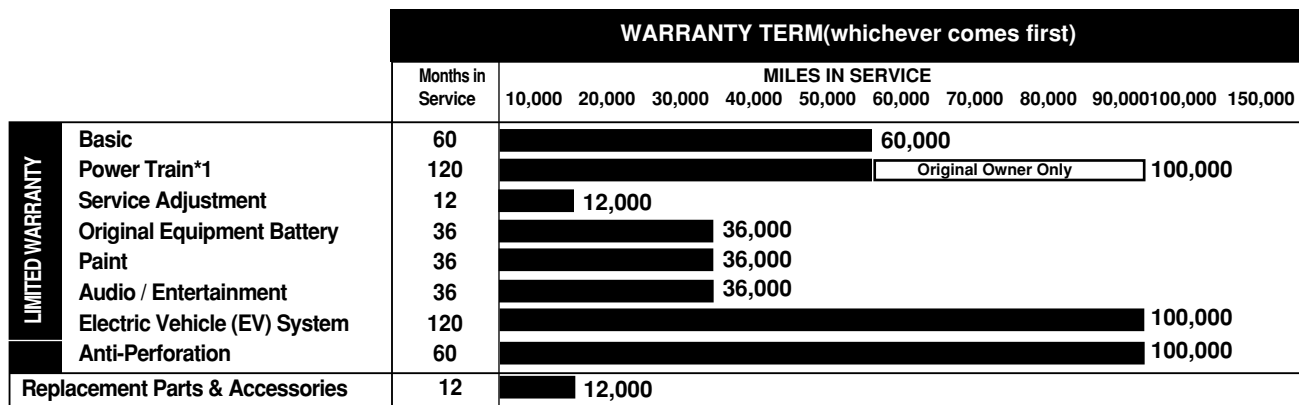 WARRANTY TERM(whichever comes first)
Months in Service
MILES IN SERVICE
10,000 20,000 30,000 40,000 50,000 60,000 70,000 80,000 90,000100,000 150,000
LIMITED WARRANTY
Basic 60 60,000
Power Train*1 120 Original Owner Only 100,000
Service Adjustment 12 12,000
Original Equipment Battery 36 36,000
Paint 36 36,000
Audio / Entertainment 36 36,000
Electric Vehicle (EV) System 120 100,000
Anti-Perforation 60 100,000
Replacement Parts & Accessories 12 12,000